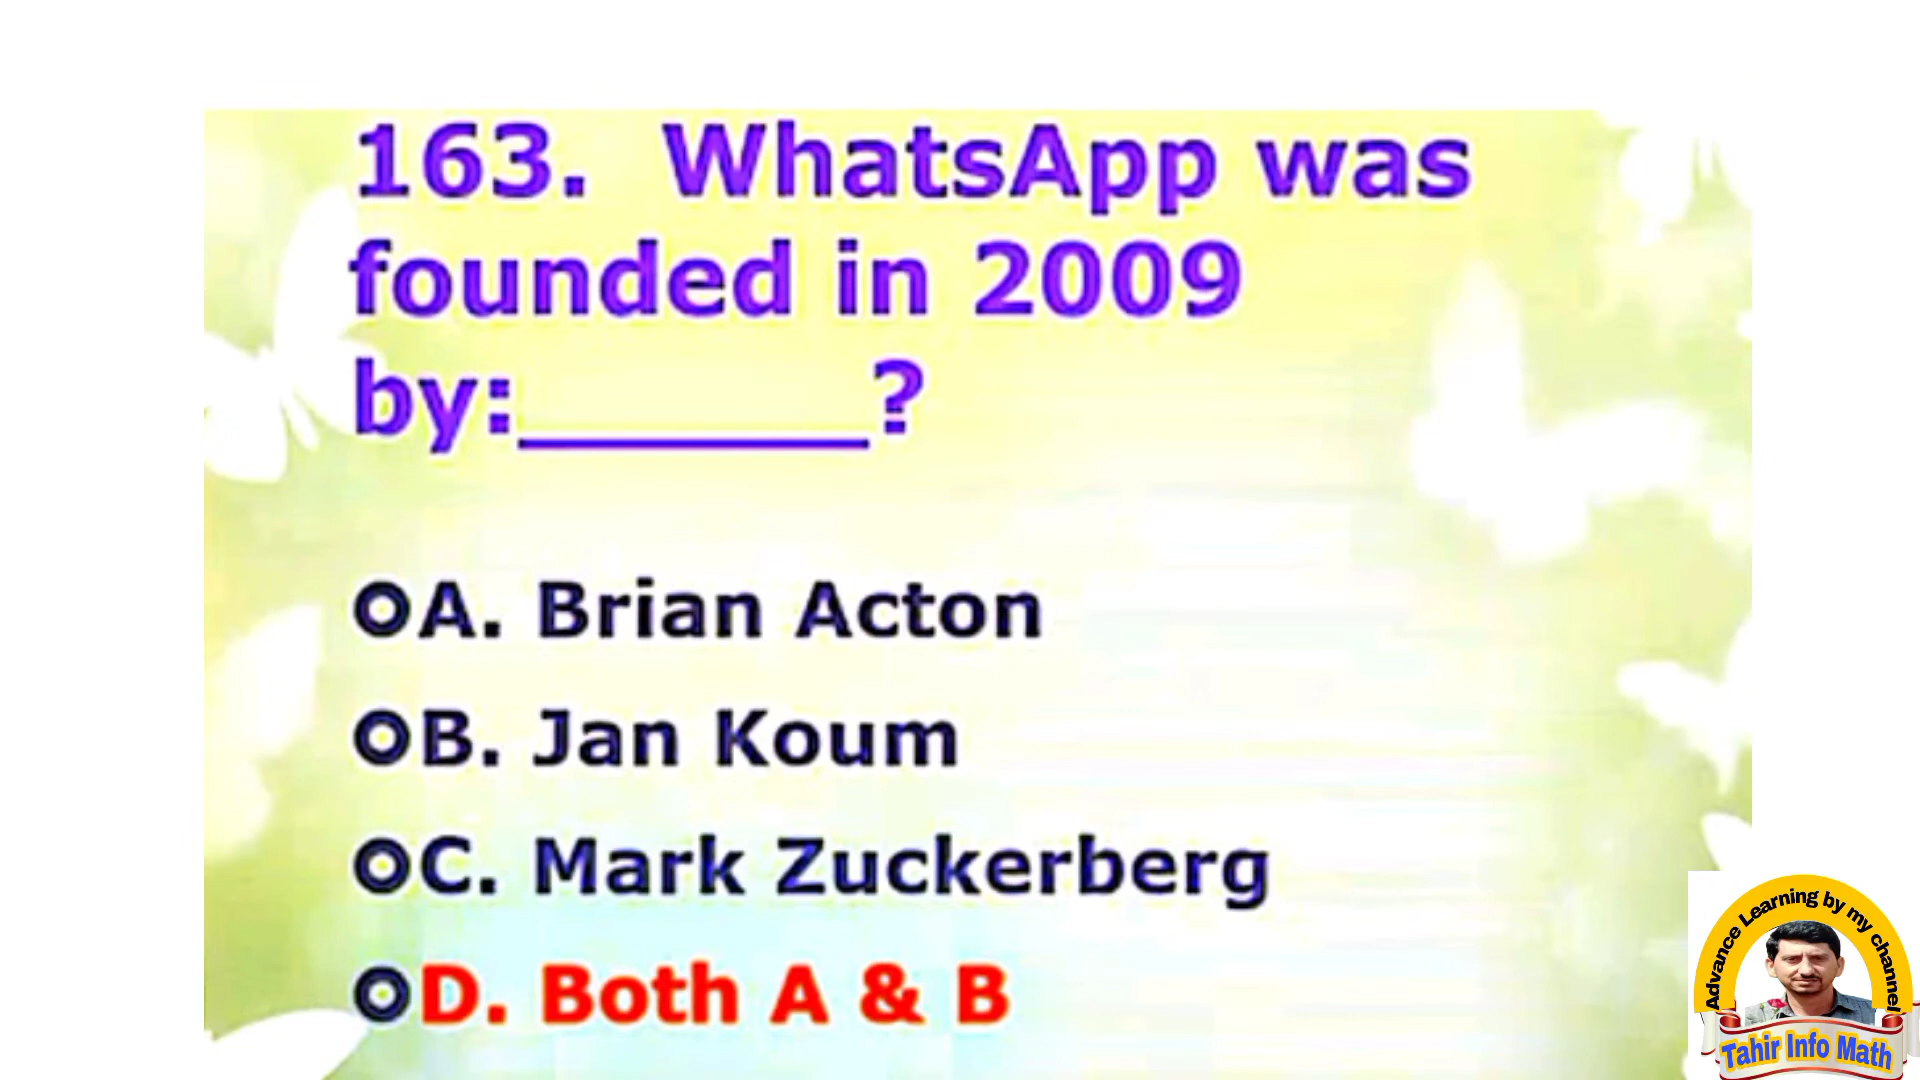 163. WhatsApp was
founded in 2009
by:_______?
A. Brian Acton
B. Jan Koum
C. Mark Zuckerberg
D. Both A & B
Advance Learning by my channel
Tahir Info Math